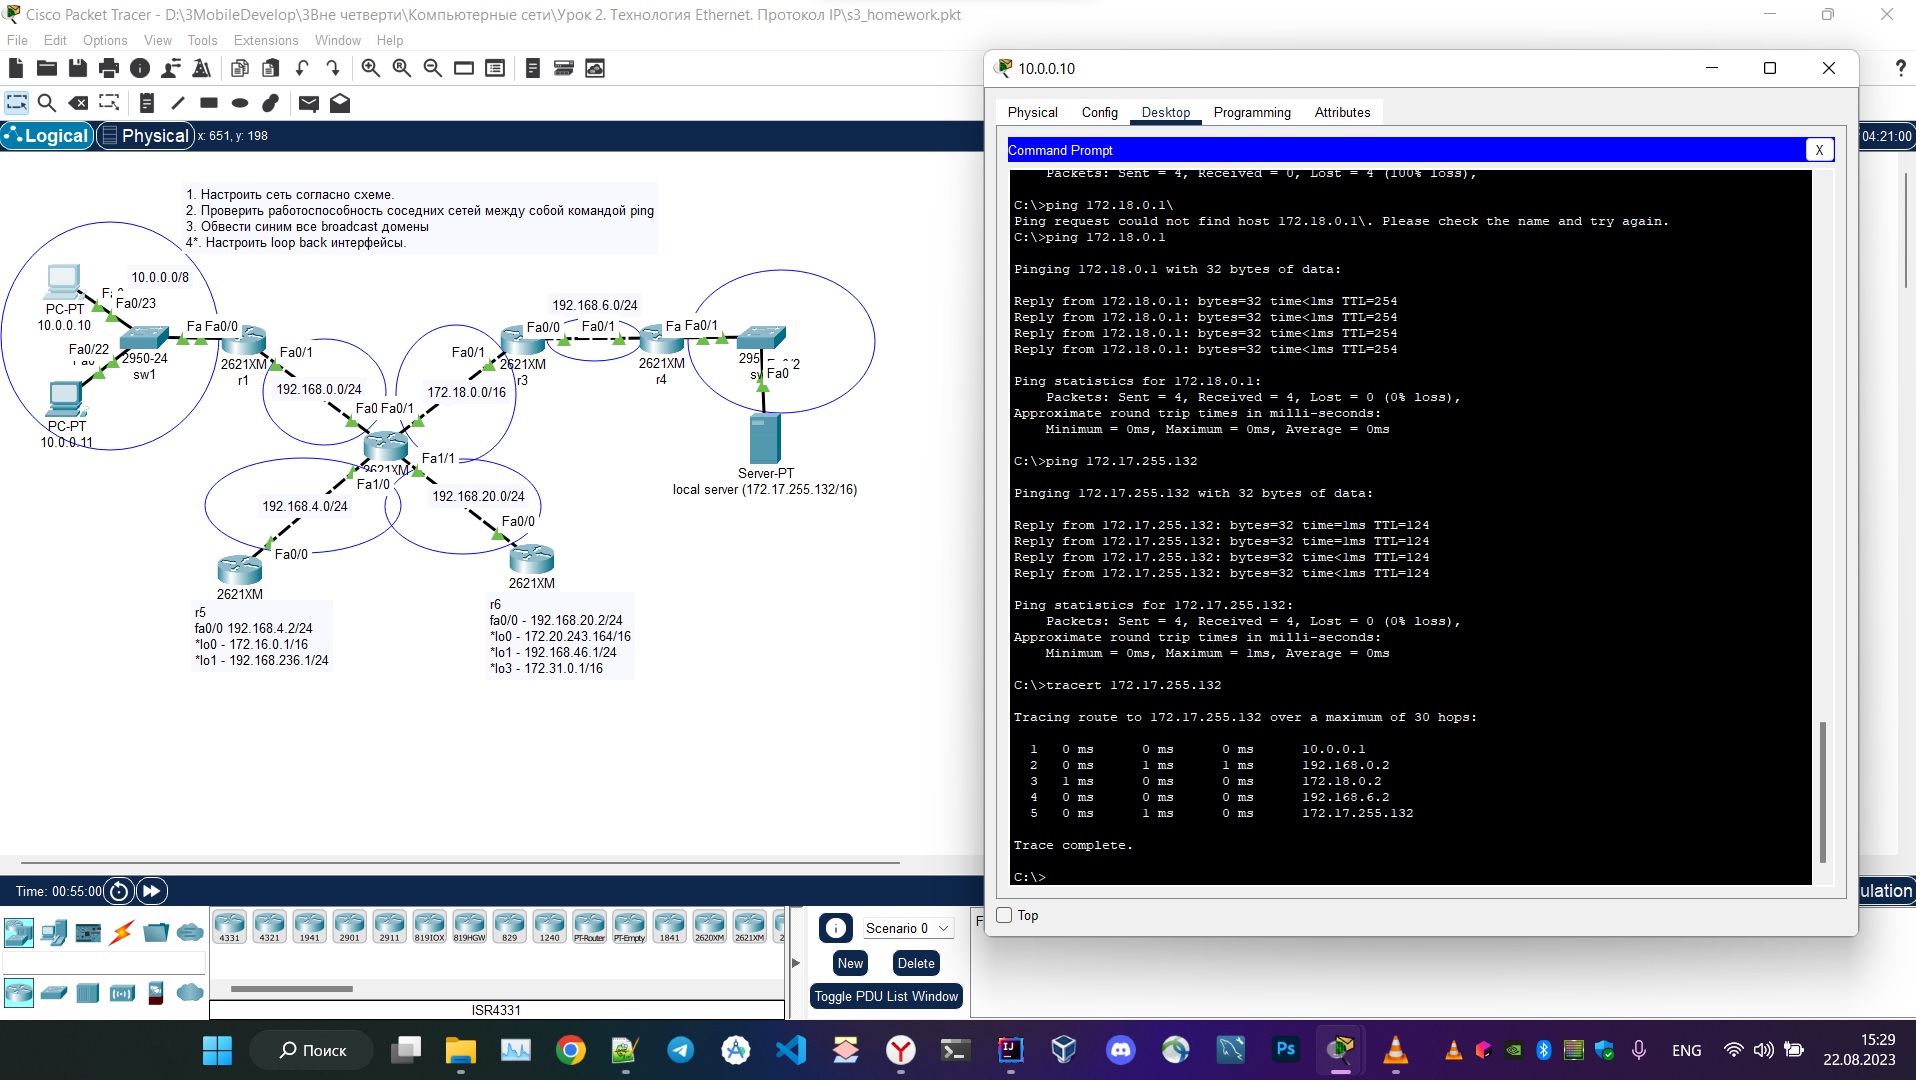 Cisco Packet Tracer - D:\3MobileDevelop\3Вне четверти\Компьютерные сети\Урок 2. Технология Ethernet. Протокол IP\s3_homework.pkt
File Edit Options View Tools Extensions Window Help
Logical Physical x: 651, y: 198
04:21:00
1. Настроить сеть согласно схеме.
2. Проверить работоспособность соседних сетей между собой командой ping
3. Обвести синим все broadcast домены
4*. Настроить loop back интерфейсы.
10.0.0.0/8
Fa0/23
PC-PT
10.0.0.10
Fa0/22
2950-24
sw1
PC-PT
10.0.0.11
Fa Fa0/0
2621XM
r1
Fa0/1
192.168.0.0/24
Fa0 Fa0/1
Fa0/1
172.18.0.0/16
2621XM
r3
Fa0/0
192.168.6.0/24
Fa0/1
2621XM
r4
Fa Fa0/1
Fa0
Server-PT
local server (172.17.255.132/16)
2621XM
Fa1/1
Fa1/0
192.168.4.0/24
192.168.20.0/24
Fa0/0
Fa0/0
2621XM
r5
fa0/0 192.168.4.2/24
*lo0 - 172.16.0.1/16
*lo1 - 192.168.236.1/24
2621XM
r6
fa0/0 - 192.168.20.2/24
*lo0 - 172.20.243.164/16
*lo1 - 192.168.46.1/24
*lo3 - 172.31.0.1/16
10.0.0.10
Physical Config Desktop Programming Attributes
Command Prompt X
Packets: Sent = 4, Received = 0, Lost = 4 (100% loss),
C:\>ping 172.18.0.1\
Ping request could not find host 172.18.0.1\. Please check the name and try again.
C:\>ping 172.18.0.1
Pinging 172.18.0.1 with 32 bytes of data:
Reply from 172.18.0.1: bytes=32 time<1ms TTL=254
Reply from 172.18.0.1: bytes=32 time<1ms TTL=254
Reply from 172.18.0.1: bytes=32 time<1ms TTL=254
Reply from 172.18.0.1: bytes=32 time<1ms TTL=254
Ping statistics for 172.18.0.1:
Packets: Sent = 4, Received = 4, Lost = 0 (0% loss),
Approximate round trip times in milli-seconds:
Minimum = 0ms, Maximum = 0ms, Average = 0ms
C:\>ping 172.17.255.132
Pinging 172.17.255.132 with 32 bytes of data:
Reply from 172.17.255.132: bytes=32 time=1ms TTL=124
Reply from 172.17.255.132: bytes=32 time=1ms TTL=124
Reply from 172.17.255.132: bytes=32 time<1ms TTL=124
Reply from 172.17.255.132: bytes=32 time<1ms TTL=124
Ping statistics for 172.17.255.132:
Packets: Sent = 4, Received = 4, Lost = 0 (0% loss),
Approximate round trip times in milli-seconds:
Minimum = 0ms, Maximum = 1ms, Average = 0ms
C:\>tracert 172.17.255.132
Tracing route to 172.17.255.132 over a maximum of 30 hops:
1 0 ms 0 ms 0 ms 10.0.0.1
2 0 ms 1 ms 1 ms 192.168.0.2
3 1 ms 0 ms 0 ms 172.18.0.2
4 0 ms 0 ms 0 ms 192.168.6.2
5 0 ms 1 ms 0 ms 172.17.255.132
Trace complete.
C:\>
Top
Time: 00:55:00
ulation
4331 4321 1941 2901 2911 819IOX 819HGW 829 1240 PT-Router PT-Empty 1841 2620XM 2621XM
ISR4331
Scenario 0
New Delete
Toggle PDU List Window
Поиск
ENG
15:29
22.08.2023